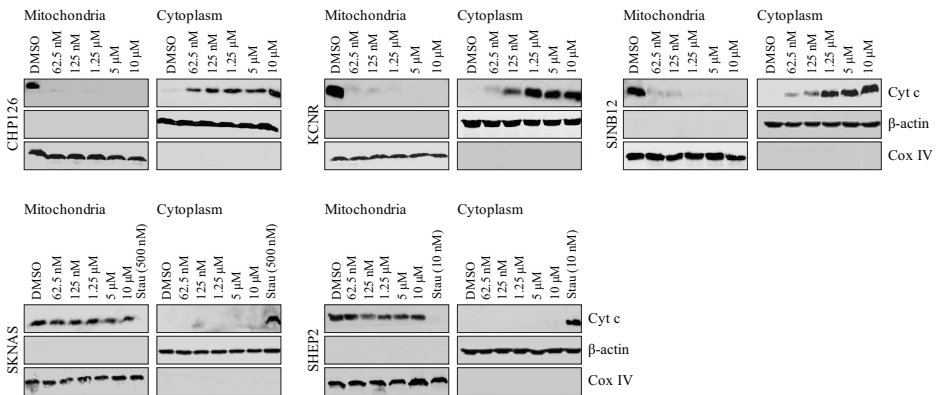 Mitochondria Cytoplasm Mitochondria Cytoplasm Mitochondria Cytoplasm
DMSO 62.5 nM 125 nM 1.25 µM 5 µM 10 µM DMSO 62.5 nM 125 nM 1.25 µM 5 µM 10 µM DMSO 62.5 nM 125 nM 1.25 µM 5 µM 10 µM DMSO 62.5 nM 125 nM 1.25 µM 5 µM 10 µM DMSO 62.5 nM 125 nM 1.25 µM 5 µM 10 µM DMSO 62.5 nM 125 nM 1.25 µM 5 µM 10 µM
CHP126 KCNR SJNB12
Cyt c
β-actin
Cox IV
Mitochondria Cytoplasm Mitochondria Cytoplasm
DMSO 62.5 nM 125 nM 1.25 µM 5 µM 10 µM Stau (500 nM) DMSO 62.5 nM 125 nM 1.25 µM 5 µM 10 µM Stau (500 nM) DMSO 62.5 nM 125 nM 1.25 µM 5 µM 10 µM Stau (10 nM) DMSO 62.5 nM 125 nM 1.25 µM 5 µM 10 µM Stau (10 nM)
SKNAS SHEP2
Cyt c
β-actin
Cox IV